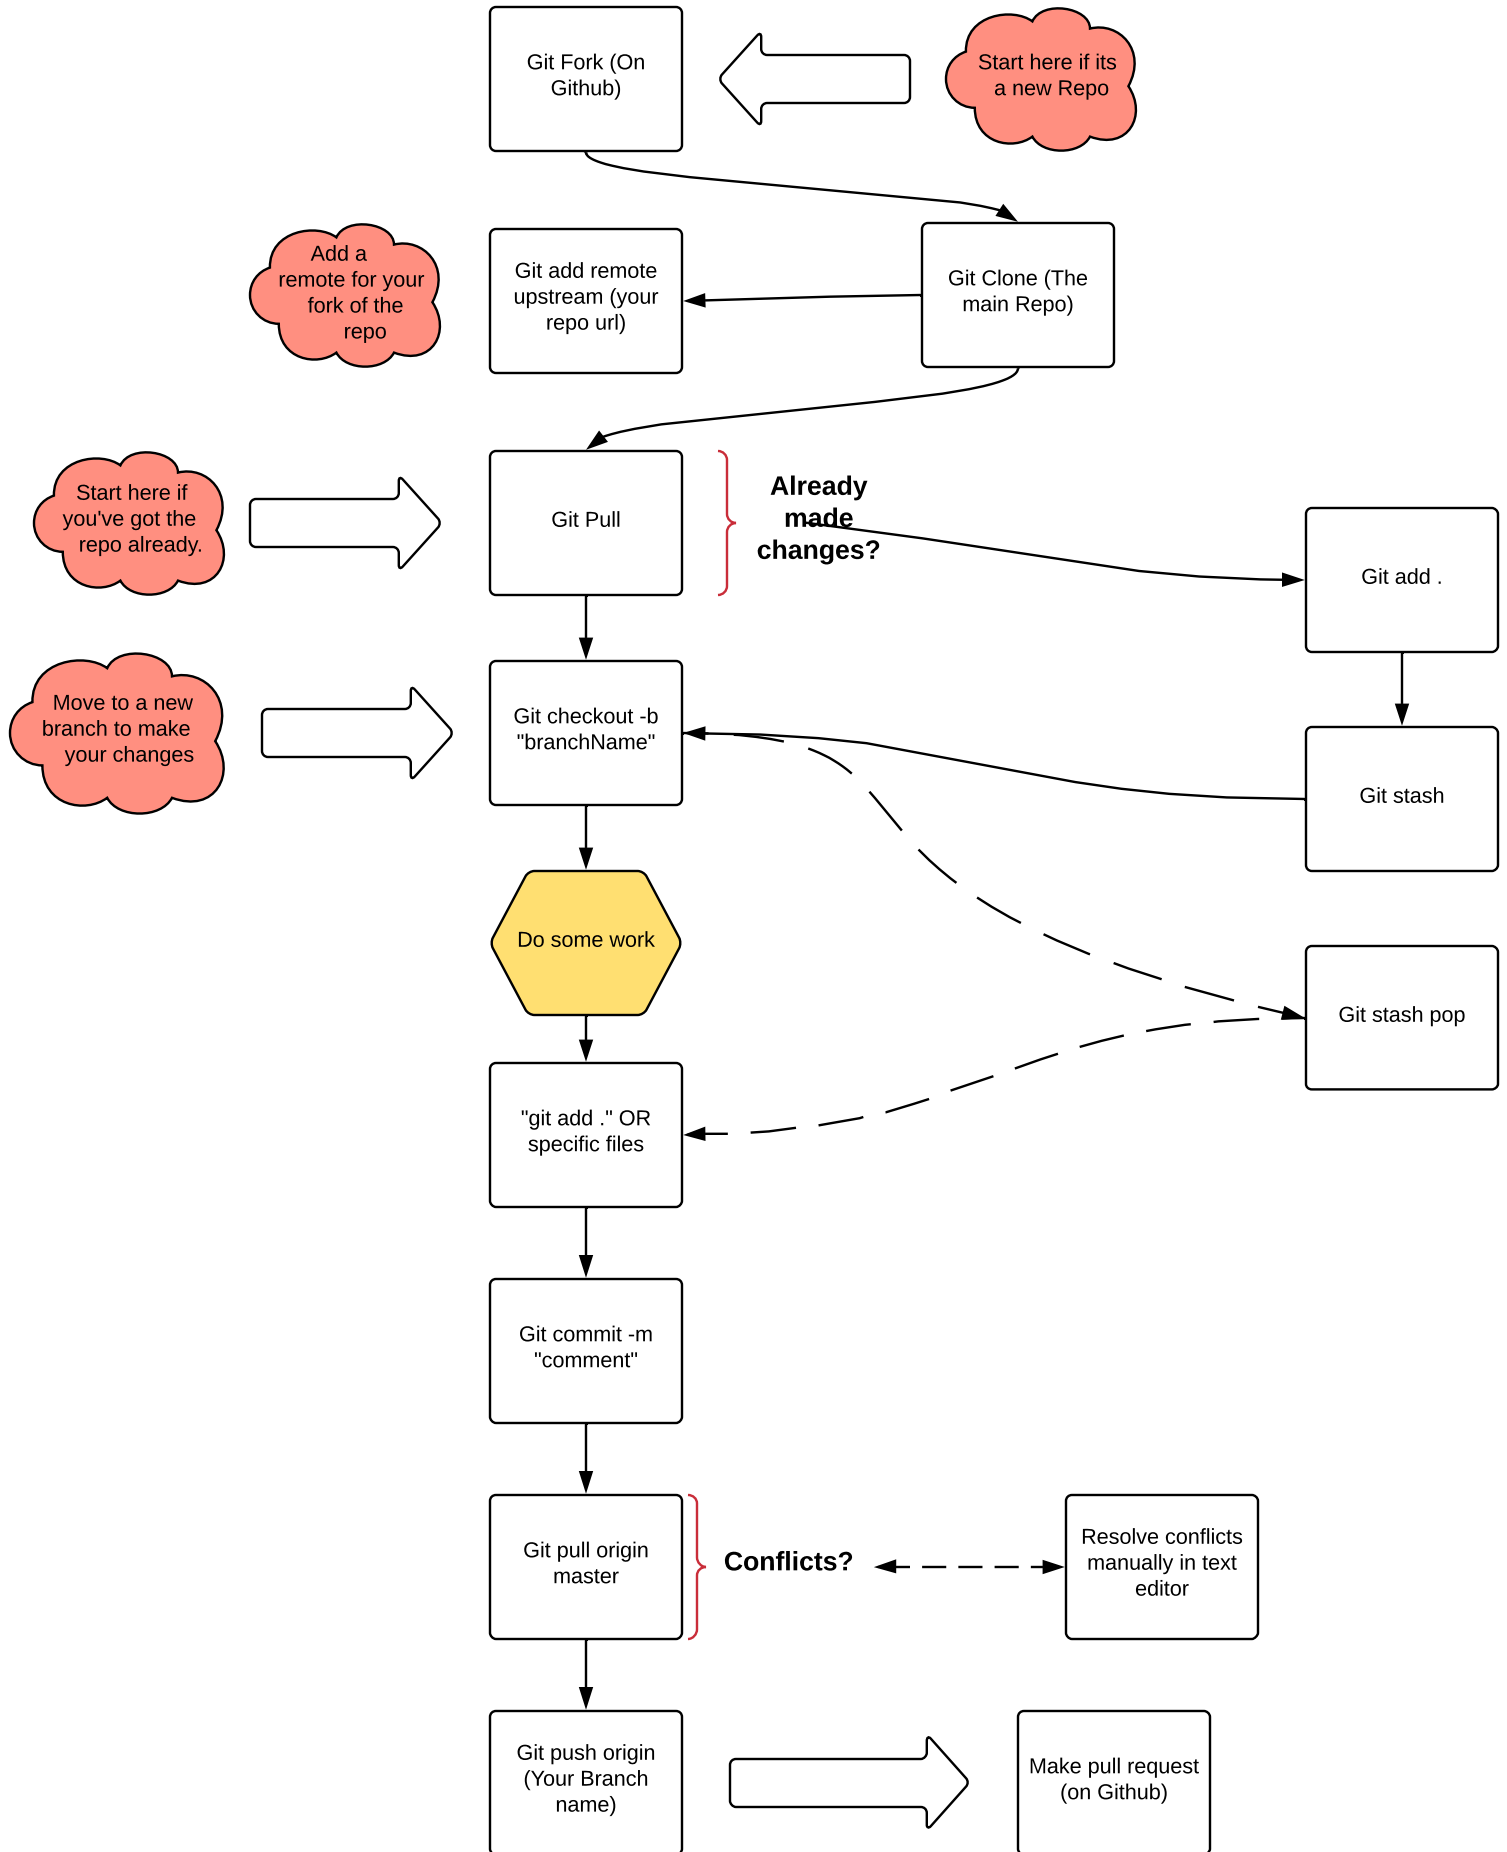 Git Fork (On
Github)
Start here if its
a new Repo
Add a
remote for your
fork of the
repo
Git add remote
upstream (your
repo url)
Git Clone (The
main Repo)
Start here if
you've got the
repo already.
Git Pull
Already
made
changes?
Git add .
Move to a new
branch to make
your changes
Git checkout -b
"branchName"
Git stash
Do some work
Git stash pop
"git add ." OR
specific files
Git commit -m
"comment"
Git pull origin
master
Conflicts?
Resolve conflicts
manually in text
editor
Git push origin
(Your Branch
name)
Make pull request
(on Github)